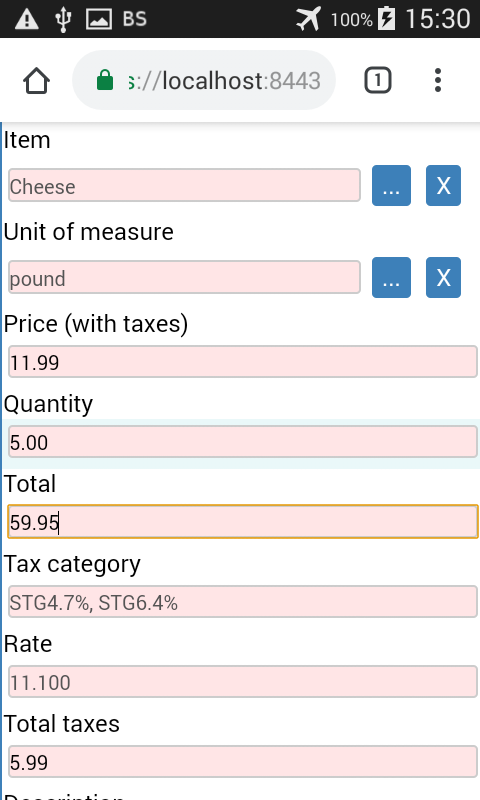 BS 100% 15:30
s://localhost:8443 1
Item
Cheese ... X
Unit of measure
pound ... X
Price (with taxes)
11.99
Quantity
5.00
Total
59.95
Tax category
STG4.7%, STG6.4%
Rate
11.100
Total taxes
5.99
Description